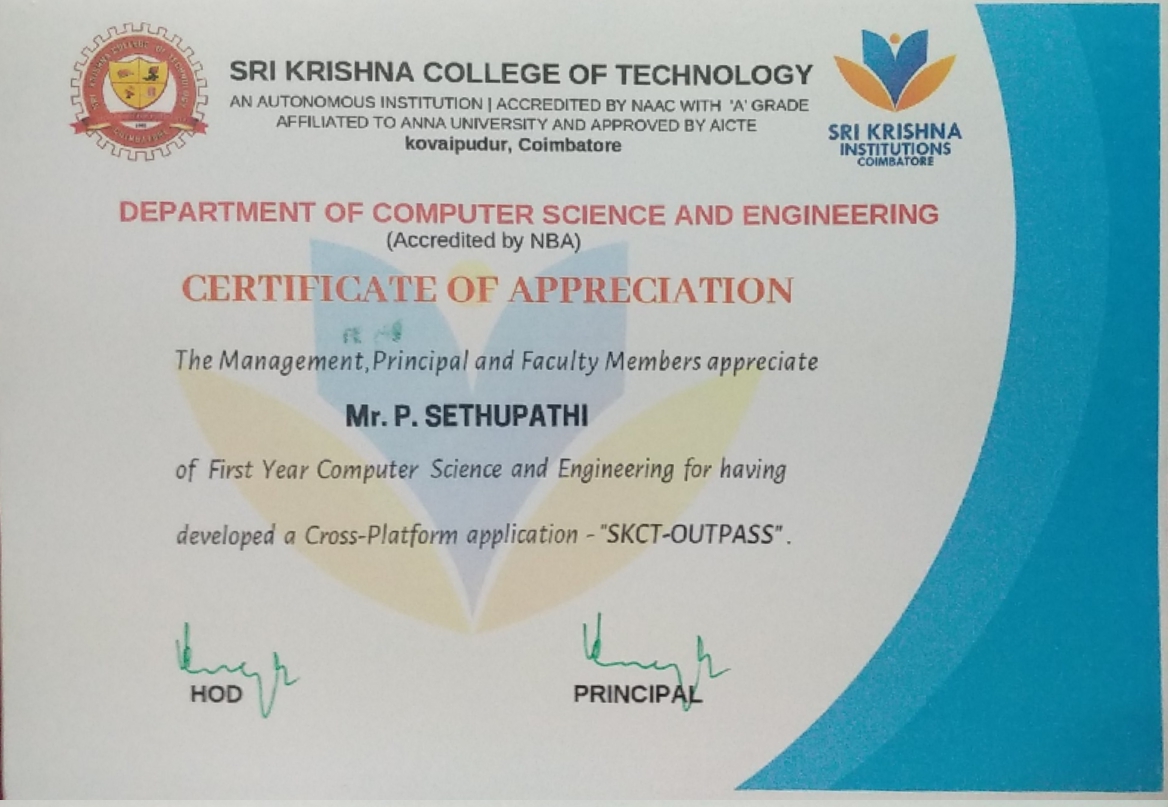 SRI KRISHNA COLLEGE OF TECHNOLOGY
AN AUTONOMOUS INSTITUTION | ACCREDITED BY NAAC WITH 'A' GRADE
AFFILIATED TO ANNA UNIVERSITY AND APPROVED BY AICTE
kovaipudur, Coimbatore
SRI KRISHNA
INSTITUTIONS
COIMBATORE
DEPARTMENT OF COMPUTER SCIENCE AND ENGINEERING
(Accredited by NBA)
CERTIFICATE OF APPRECIATION
The Management, Principal and Faculty Members appreciate
Mr. P. SETHUPATHI
of First Year Computer Science and Engineering for having
developed a Cross-Platform application - "SKCT-OUTPASS".
HOD
PRINCIPAL